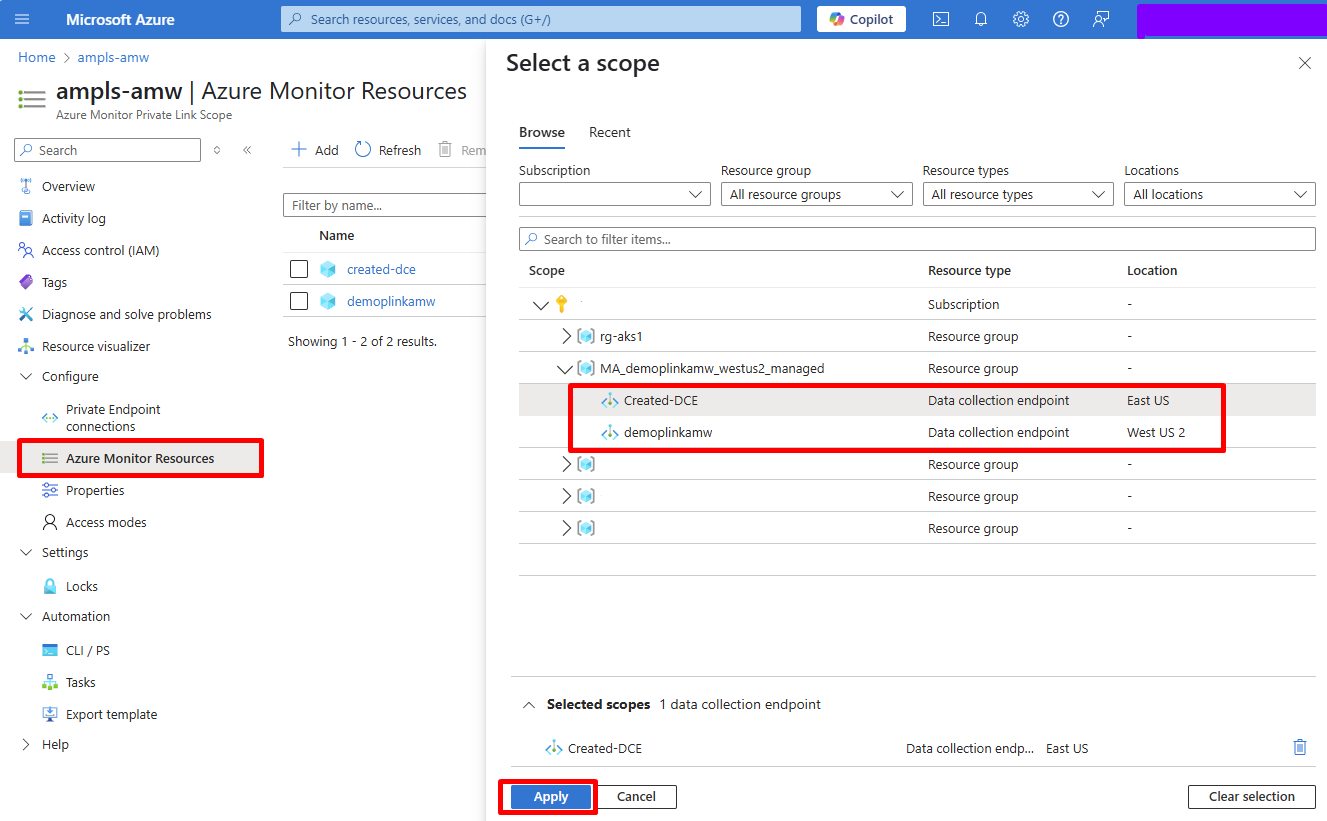 Microsoft Azure
Search resources, services, and docs (G+/)
Copilot
Home > ampls-amw
ampls-amw | Azure Monitor Resources
Azure Monitor Private Link Scope
Search
Overview
Activity log
Access control (IAM)
Tags
Diagnose and solve problems
Resource visualizer
Configure
Private Endpoint
connections
Azure Monitor Resources
Properties
Access modes
Settings
Locks
Automation
CLI / PS
Tasks
Export template
Help
Add Refresh Rem
Filter by name...
Name
created-dce
demoplinkamw
Showing 1 - 2 of 2 results.
Select a scope
Browse Recent
Subscription Resource group Resource types Locations
All resource groups All resource types All locations
Search to filter items...
Scope Resource type Location
Subscription -
rg-aks1 Resource group -
MA_demoplinkamw_westus2_managed Resource group -
Created-DCE Data collection endpoint East US
demoplinkamw Data collection endpoint West US 2
Resource group -
Resource group -
Resource group -
Selected scopes 1 data collection endpoint
Created-DCE Data collection endp... East US
Apply Cancel Clear selection